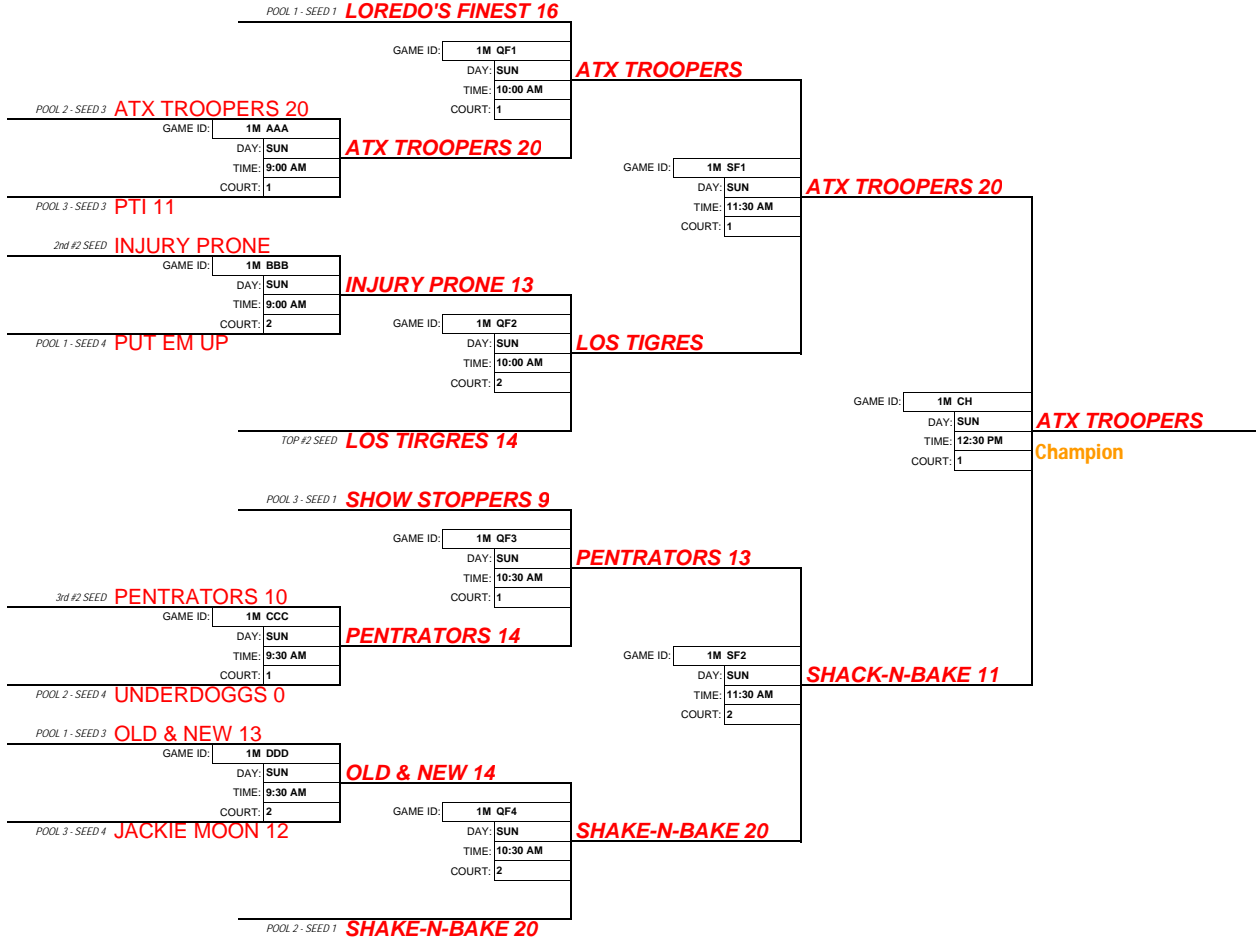 POOL 1 - SEED 1 LOREDO'S FINEST 16
GAME ID: 1M QF1
DAY: SUN
TIME: 10:00 AM
COURT: 1
ATX TROOPERS
POOL 2 - SEED 3 ATX TROOPERS 20
GAME ID: 1M AAA
DAY: SUN
TIME: 9:00 AM
COURT: 1
ATX TROOPERS 20
POOL 3 - SEED 3 PTI 11
GAME ID: 1M SF1
DAY: SUN
TIME: 11:30 AM
COURT: 1
ATX TROOPERS 20
2nd #2 SEED INJURY PRONE
GAME ID: 1M BBB
DAY: SUN
TIME: 9:00 AM
COURT: 2
INJURY PRONE 13
POOL 1 - SEED 4 PUT EM UP
GAME ID: 1M QF2
DAY: SUN
TIME: 10:00 AM
COURT: 2
LOS TIGRES
TOP #2 SEED LOS TIRGRES 14
GAME ID: 1M CH
DAY: SUN
TIME: 12:30 PM
COURT: 1
ATX TROOPERS
Champion
POOL 3 - SEED 1 SHOW STOPPERS 9
GAME ID: 1M QF3
DAY: SUN
TIME: 10:30 AM
COURT: 1
PENTRATORS 13
3rd #2 SEED PENTRATORS 10
GAME ID: 1M CCC
DAY: SUN
TIME: 9:30 AM
COURT: 1
PENTRATORS 14
POOL 2 - SEED 4 UNDERDOGGS 0
GAME ID: 1M SF2
DAY: SUN
TIME: 11:30 AM
COURT: 2
SHACK-N-BAKE 11
POOL 1 - SEED 3 OLD & NEW 13
GAME ID: 1M DDD
DAY: SUN
TIME: 9:30 AM
COURT: 2
OLD & NEW 14
POOL 3 - SEED 4 JACKIE MOON 12
GAME ID: 1M QF4
DAY: SUN
TIME: 10:30 AM
COURT: 2
SHAKE-N-BAKE 20
POOL 2 - SEED 1 SHAKE-N-BAKE 20